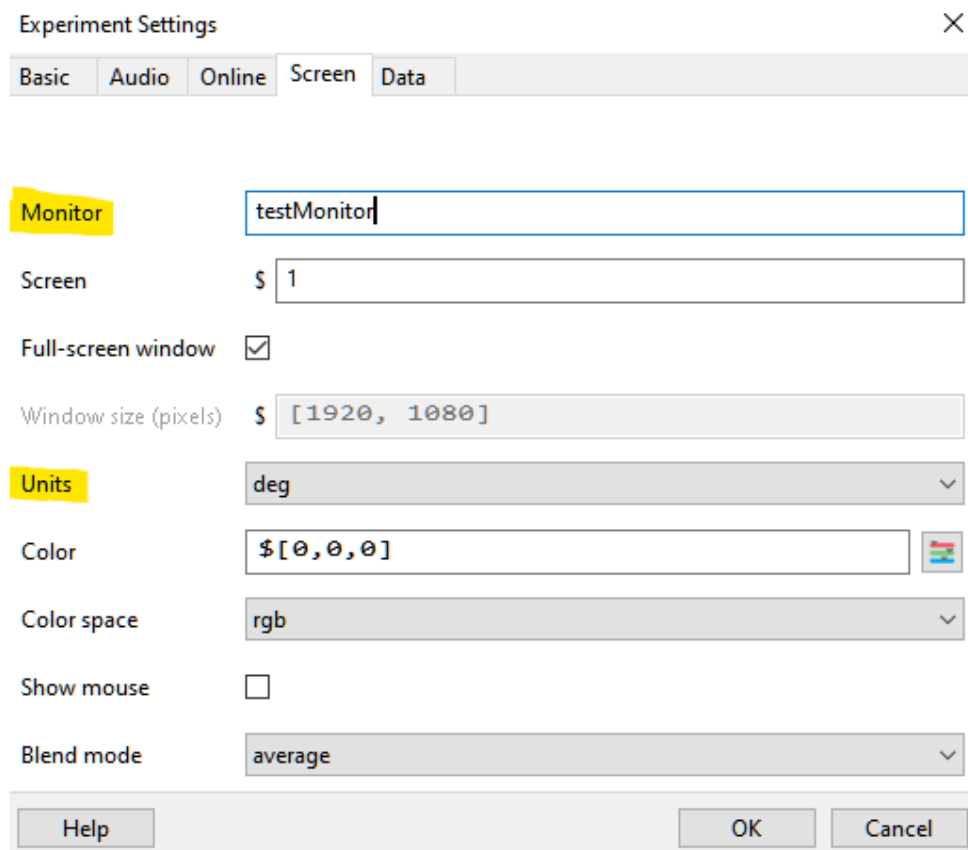 Experiment Settings
Basic Audio Online Screen Data
Monitor testMonitor
Screen $ 1
Full-screen window
Window size (pixels) $ [1920, 1080]
Units deg
Color $[0,0,0]
Color space rgb
Show mouse
Blend mode average
Help OK Cancel